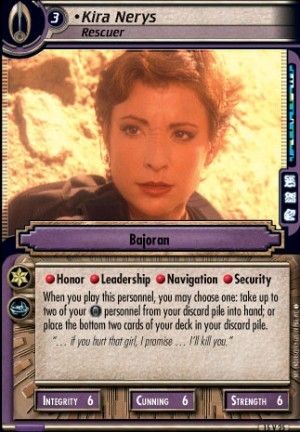 3
•Kira Nerys
Rescuer
Bajoran
Honor Leadership Navigation Security
When you play this personnel, you may choose one: take up
to two of your personnel from your discard pile into hand; or
place the bottom two cards of your deck in your discard pile.
"... if you hurt that girl, I promise ... I'll kill you."
INTEGRITY 6 CUNNING 6 STRENGTH 6